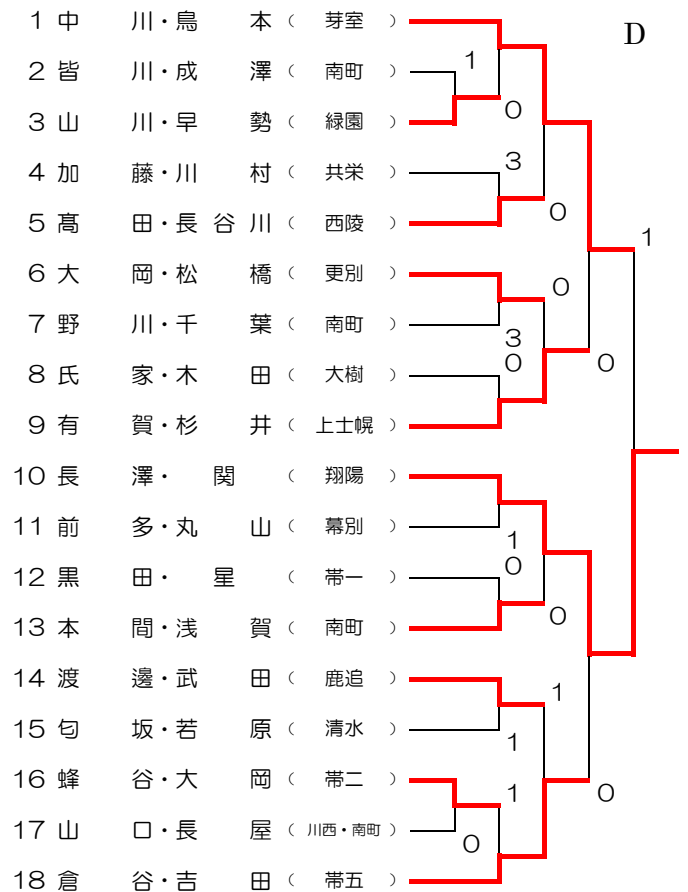 D
1 中 川・鳥 本 （ 芽室 ）
2 皆 川・成 澤 （ 南町 ）
3 山 川・早 勢 （ 緑園 ）
4 加 藤・川 村 （ 共栄 ）
5 髙 田・長 谷 川 （ 西陵 ）
6 大 岡・松 橋 （ 更別 ）
7 野 川・千 葉 （ 南町 ）
8 氏 家・木 田 （ 大樹 ）
9 有 賀・杉 井 （ 上士幌 ）
10 長 澤・ 関 （ 翔陽 ）
11 前 多・丸 山 （ 幕別 ）
12 黒 田・ 星 （ 帯一 ）
13 本 間・浅 賀 （ 南町 ）
14 渡 邊・武 田 （ 鹿追 ）
15 匂 坂・若 原 （ 清水 ）
16 蜂 谷・大 岡 （ 帯二 ）
17 山 口・長 屋 （ 川西・南町 ）
18 倉 谷・吉 田 （ 帯五 ）
1
0
3
0
1
0
3
0
0
1
0
0
1
1
1
0
0